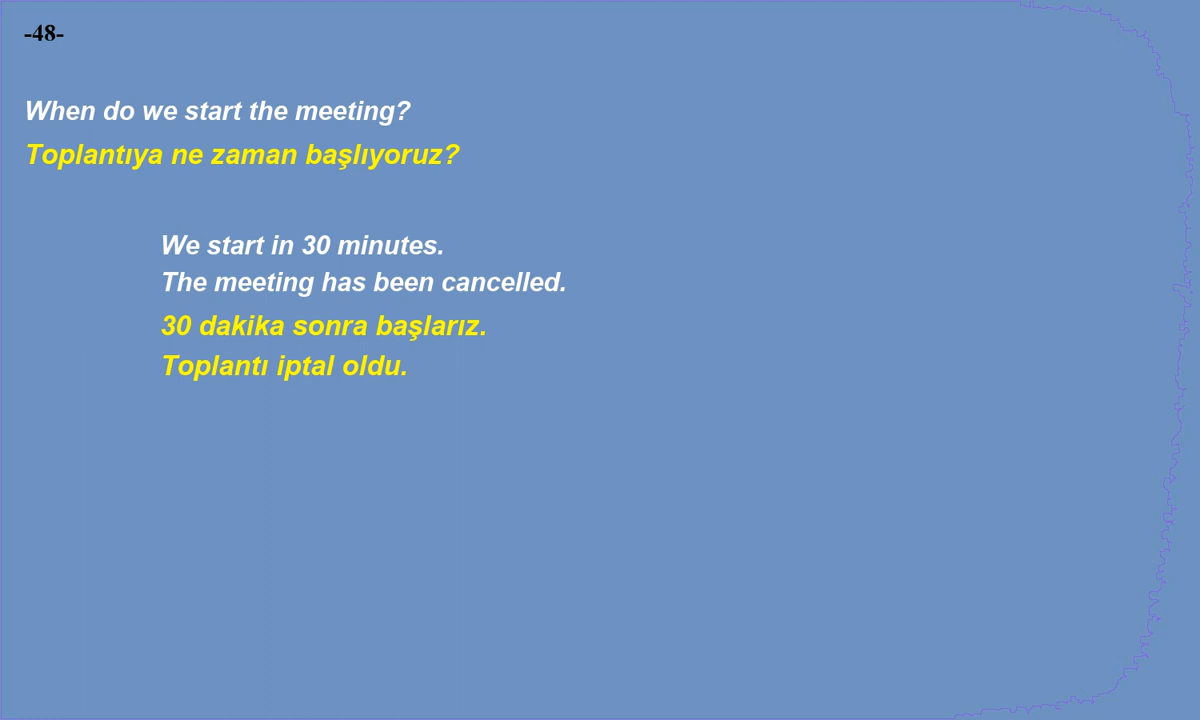 -48-
When do we start the meeting?
Toplantıya ne zaman başlıyoruz?
We start in 30 minutes.
The meeting has been cancelled.
30 dakika sonra başlarız.
Toplantı iptal oldu.